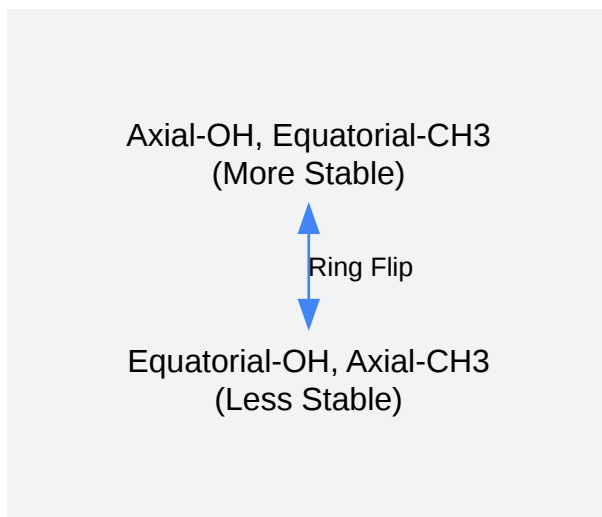 Axial-OH, Equatorial-CH3
(More Stable)
Ring Flip
Equatorial-OH, Axial-CH3
(Less Stable)